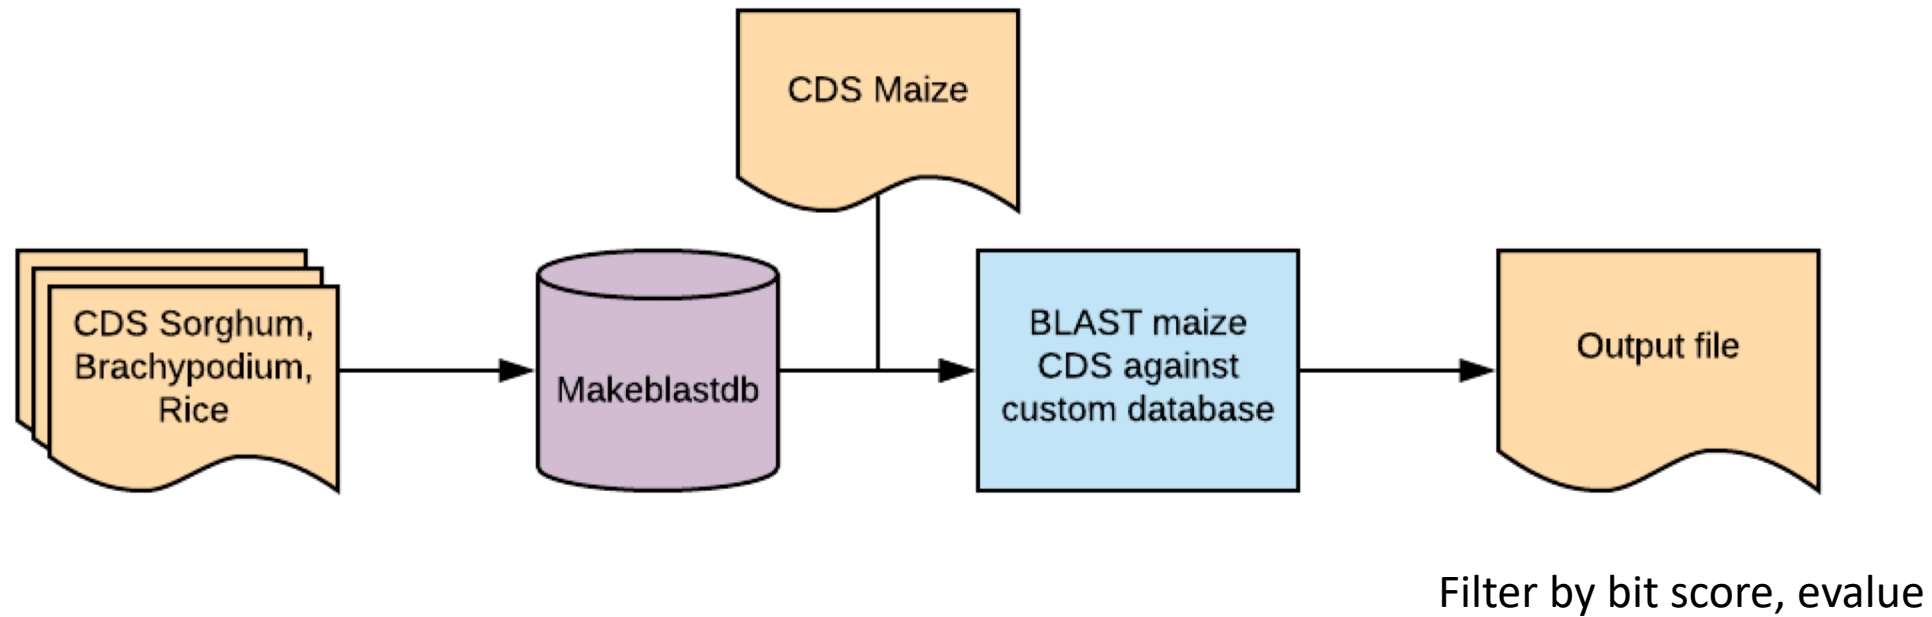 CDS Maize
CDS Sorghum,
Brachypodium,
Rice
Makeblastdb
BLAST maize
CDS against
custom database
Output file
Filter by bit score, evalue